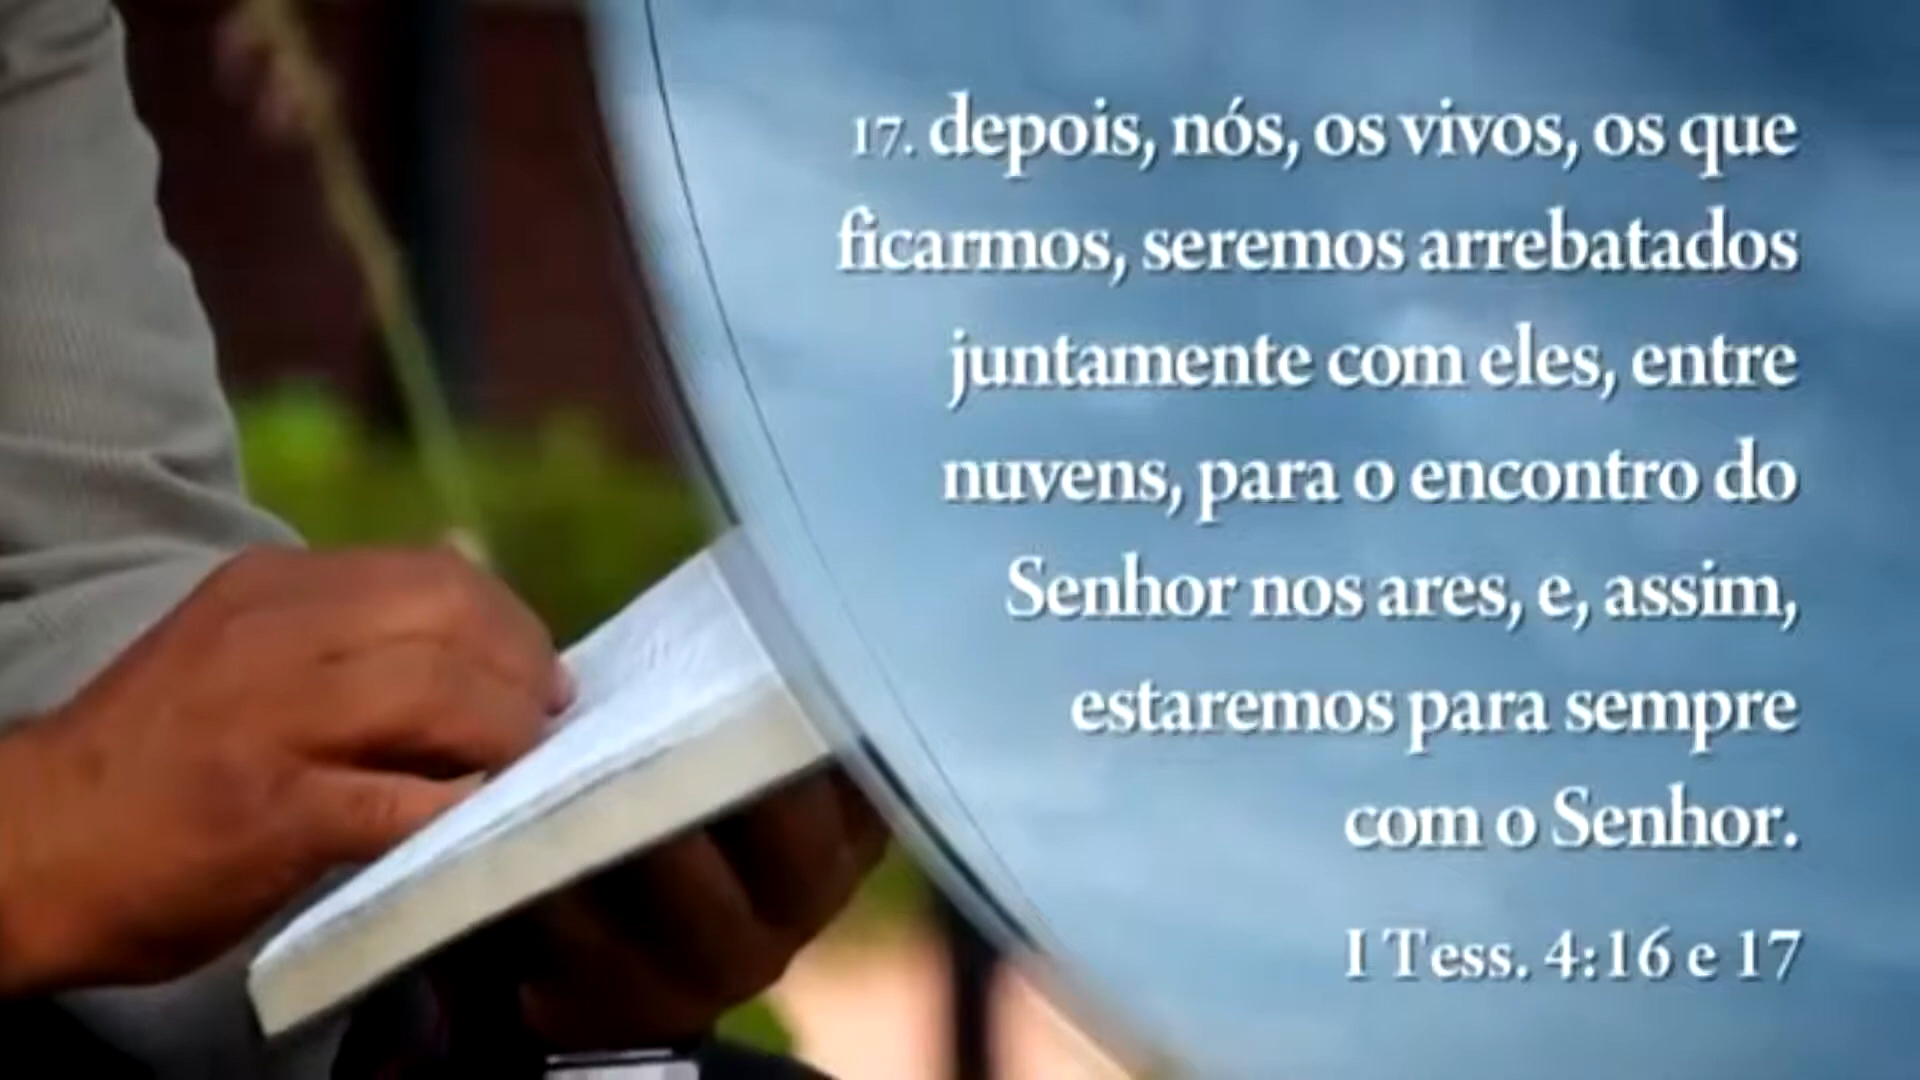 17. depois, nós, os vivos, os que
ficarmos, seremos arrebatados
juntamente com eles, entre
nuvens, para o encontro do
Senhor nos ares, e, assim,
estaremos para sempre
com o Senhor.
I Tess. 4:16 e 17